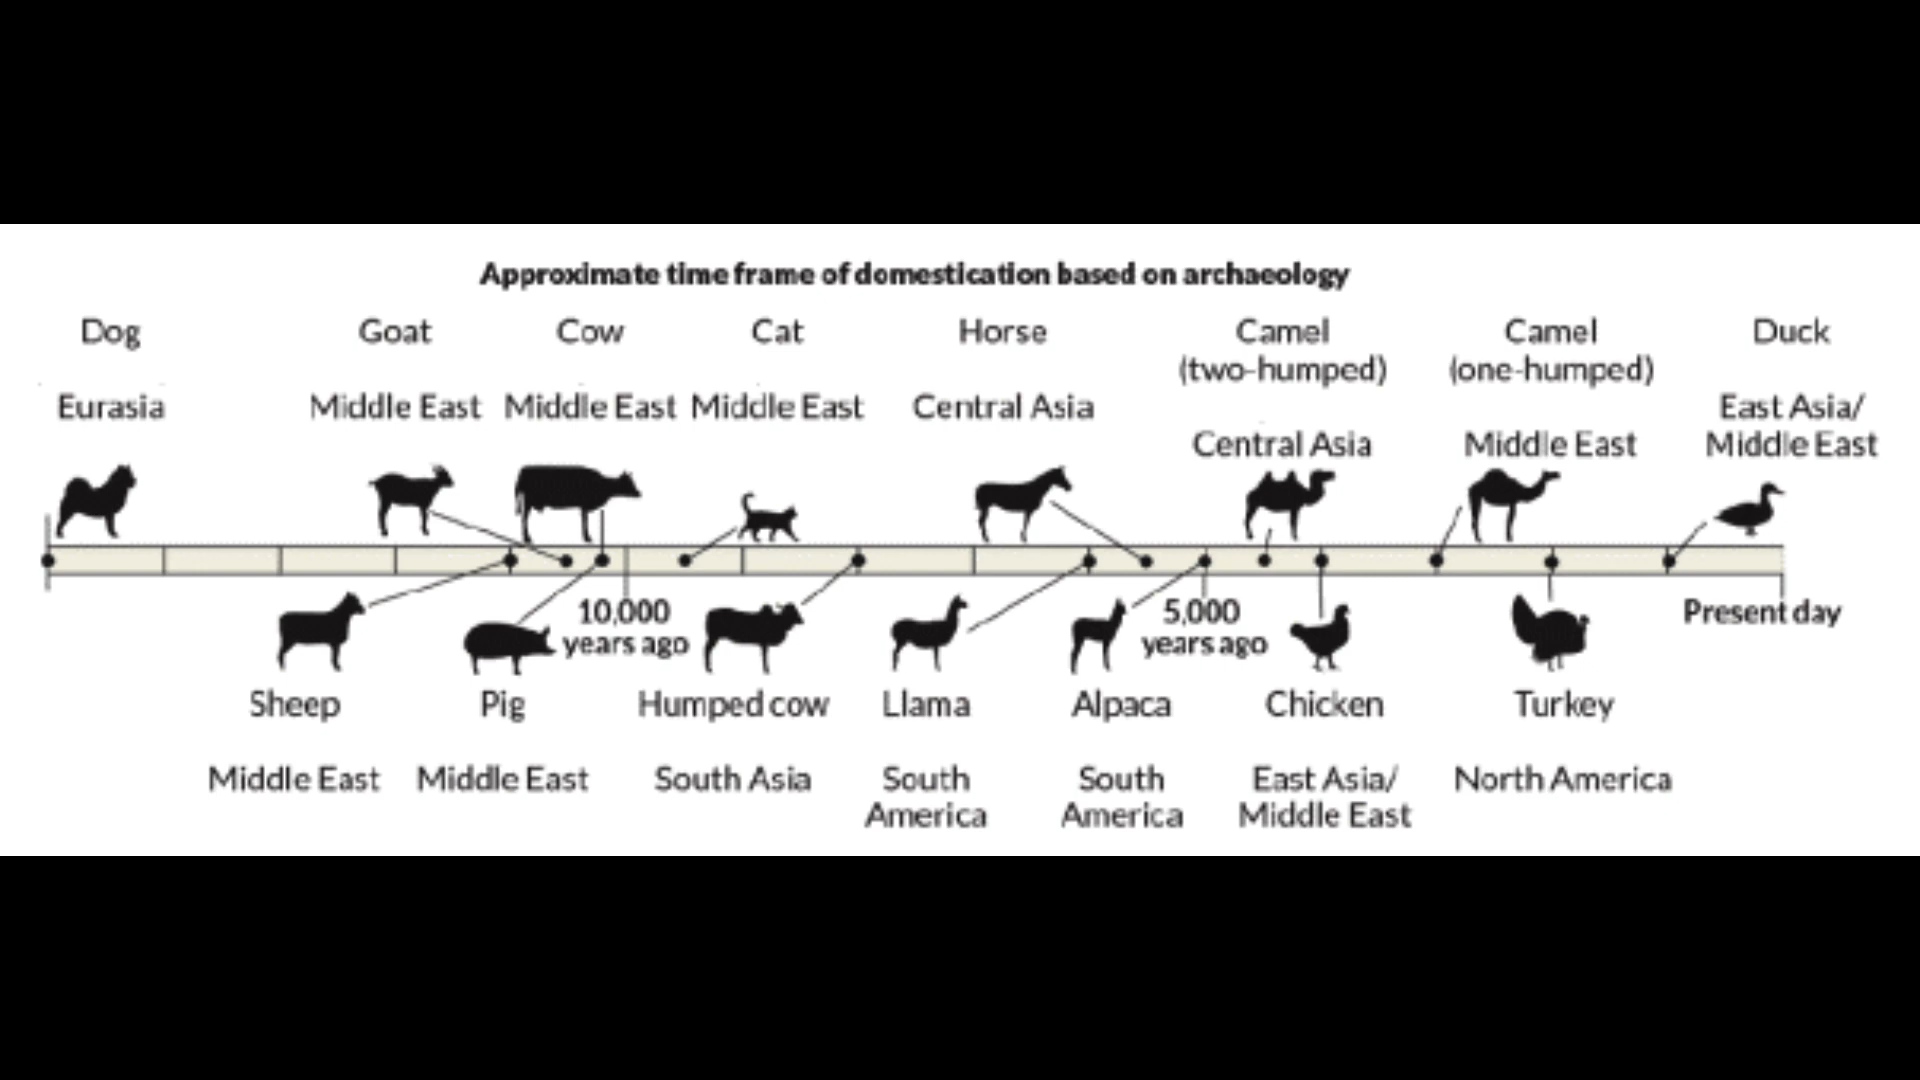 Approximate time frame of domestication based on archaeology
Dog
Goat
Cow
Cat
Horse
Camel
(two-humped)
Camel
(one-humped)
Duck
Eurasia
Middle East
Middle East
Middle East
Central Asia
Central Asia
Middle East
East Asia/
Middle East
10,000
years ago
5,000
years ago
Present day
Sheep
Pig
Humped cow
Llama
Alpaca
Chicken
Turkey
Middle East
Middle East
South Asia
South
America
South
America
East Asia/
Middle East
North America